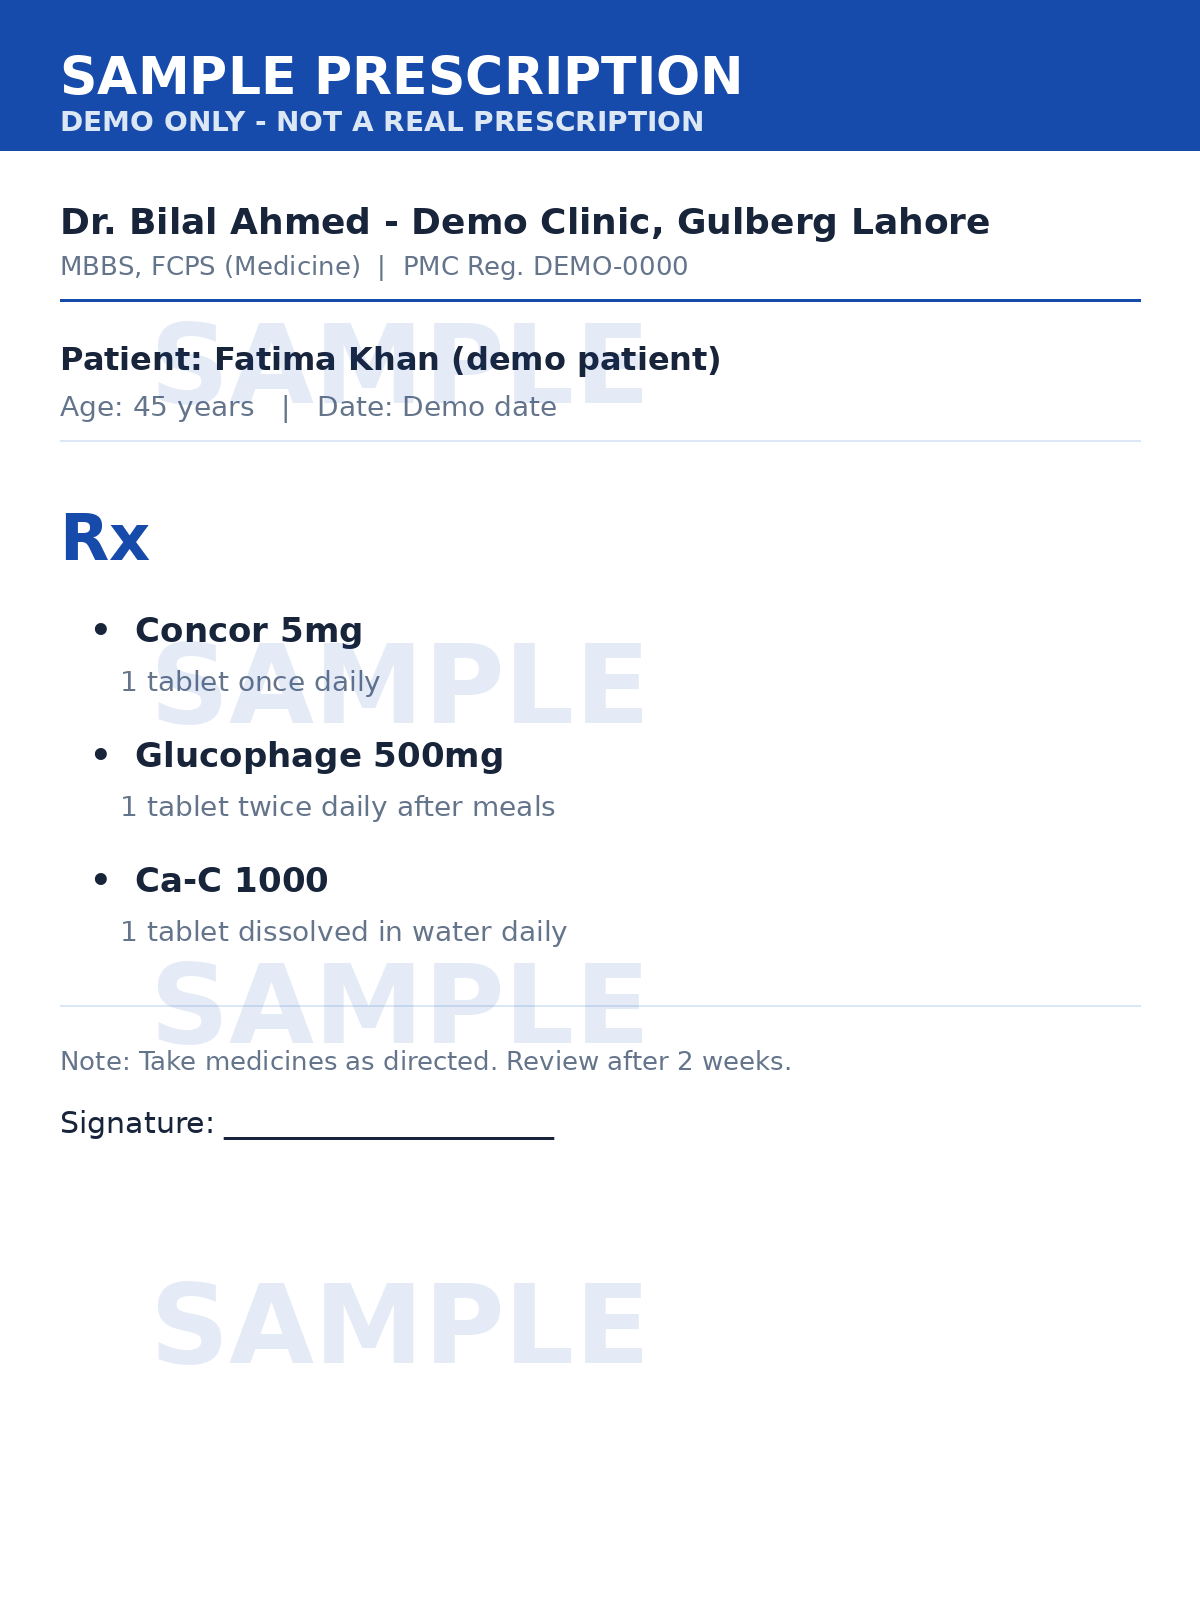 SAMPLE PRESCRIPTION
DEMO ONLY - NOT A REAL PRESCRIPTION
Dr. Bilal Ahmed - Demo Clinic, Gulberg Lahore
MBBS, FCPS (Medicine) | PMC Reg. DEMO-0000
SAMPLE
Patient: Fatima Khan (demo patient)
Age: 45 years | Date: Demo date
Rx
• Concor 5mg
SAMPLE
1 tablet once daily
• Glucophage 500mg
1 tablet twice daily after meals
• Ca-C 1000
1 tablet dissolved in water daily
SAMPLE
Note: Take medicines as directed. Review after 2 weeks.
Signature: ______________________
SAMPLE